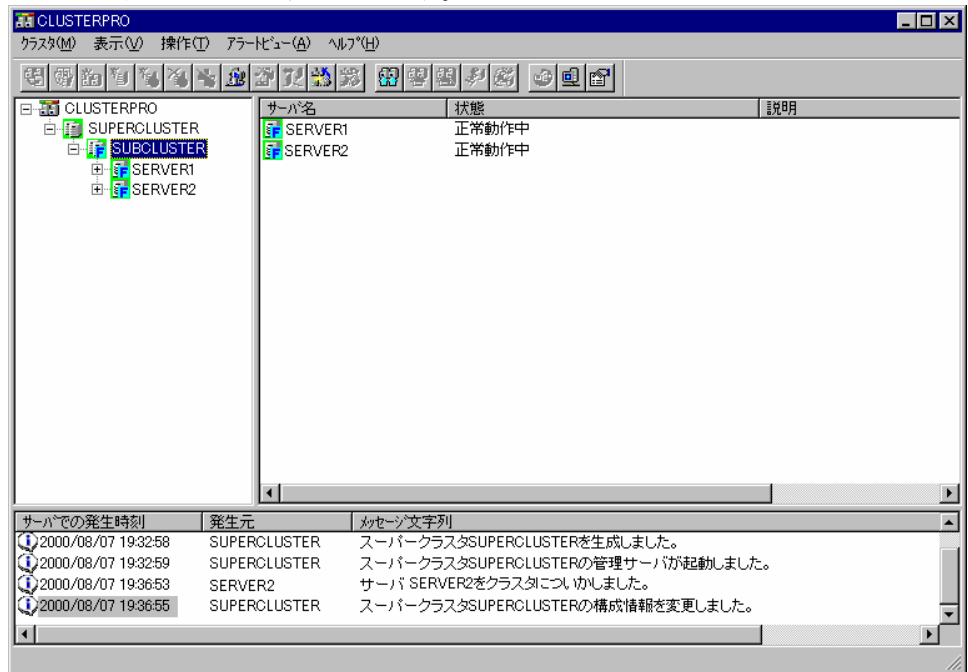 CLUSTERPRO
クラスタ(M) 表示(V) 操作(T) アラートビュー(A) ヘルプ(H)
CLUSTERPRO
SUPERCLUSTER
SUBCLUSTER
SERVER1
SERVER2
サーバ名 状態 説明
SERVER1 正常動作中
SERVER2 正常動作中
サーバでの発生時刻 発生元 メッセージ文字列
2000/08/07 19:32:58 SUPERCLUSTER スーパークラスタSUPERCLUSTERを生成しました。
2000/08/07 19:32:59 SUPERCLUSTER スーパークラスタSUPERCLUSTERの管理サーバが起動しました。
2000/08/07 19:36:53 SERVER2 サーバ SERVER2をクラスタについかしました。
2000/08/07 19:36:55 SUPERCLUSTER スーパークラスタSUPERCLUSTERの構成情報を変更しました。